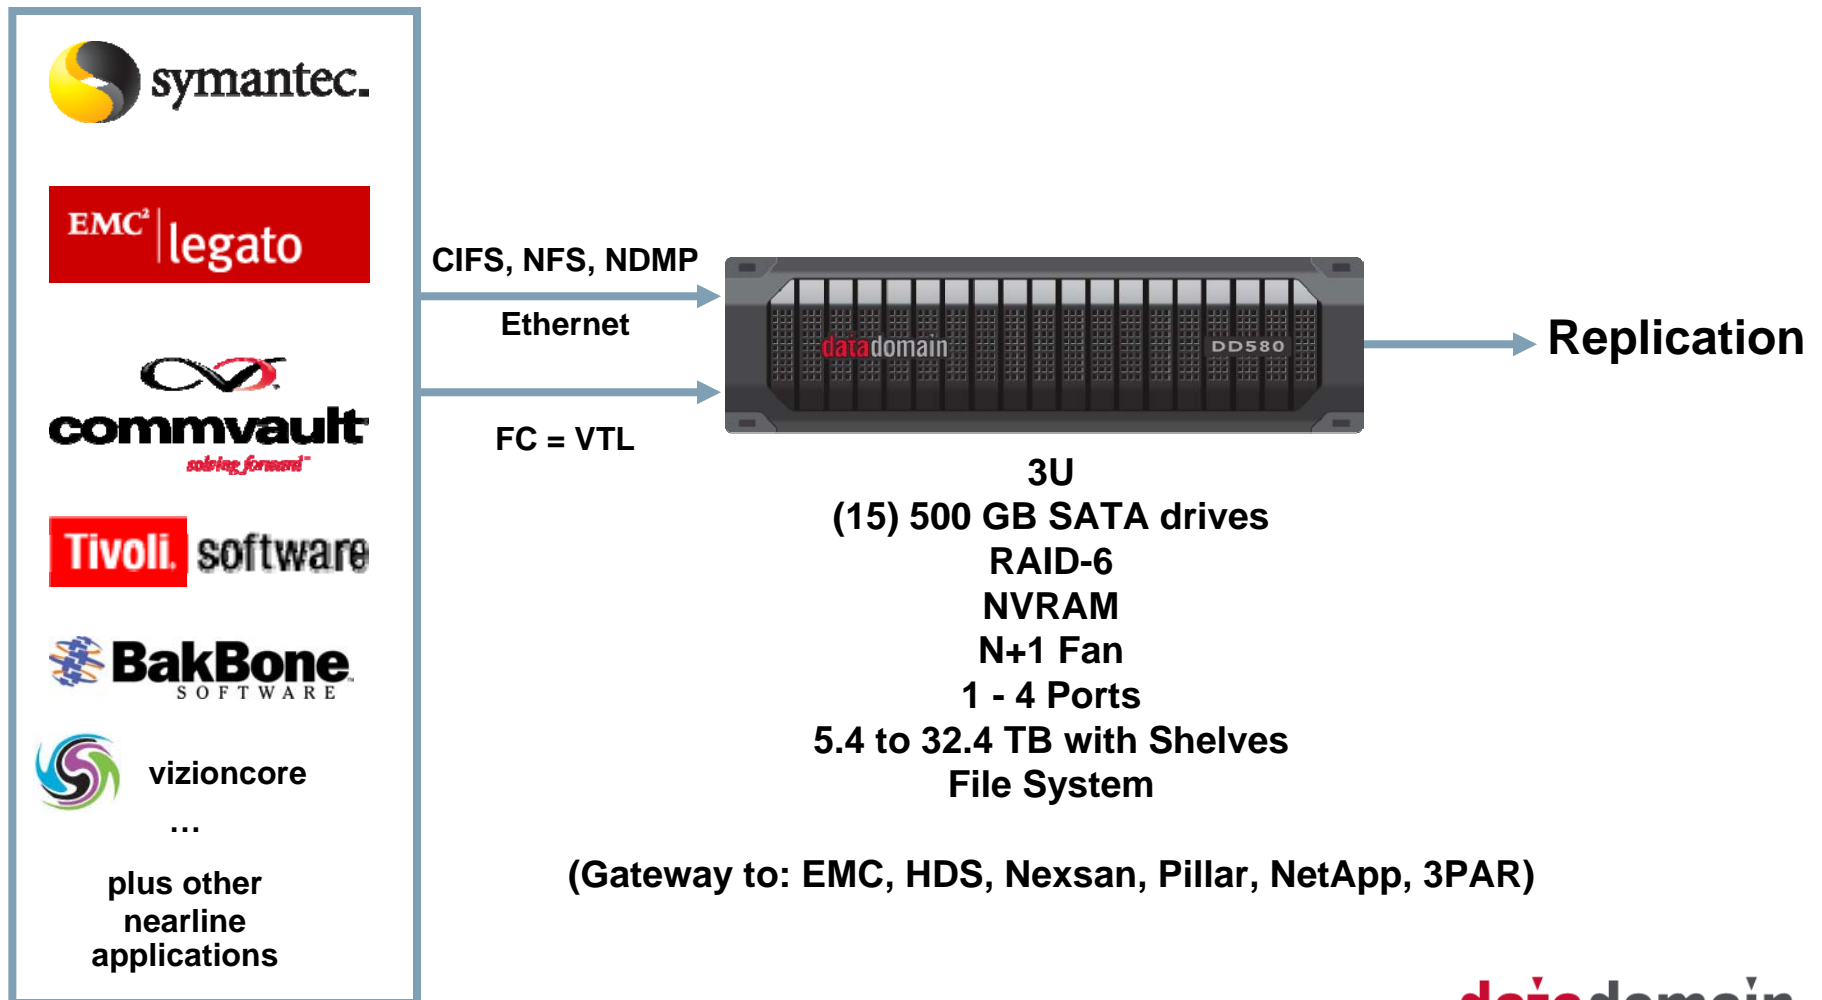 symantec.
EMC² legato
commvault
solving forward™
Tivoli. software
BakBone
SOFTWARE
vizioncore
...
plus other
nearline
applications
CIFS, NFS, NDMP
Ethernet
FC = VTL
datadomain
DD580
Replication
3U
(15) 500 GB SATA drives
RAID-6
NVRAM
N+1 Fan
1 - 4 Ports
5.4 to 32.4 TB with Shelves
File System
(Gateway to: EMC, HDS, Nexsan, Pillar, NetApp, 3PAR)
datadomain